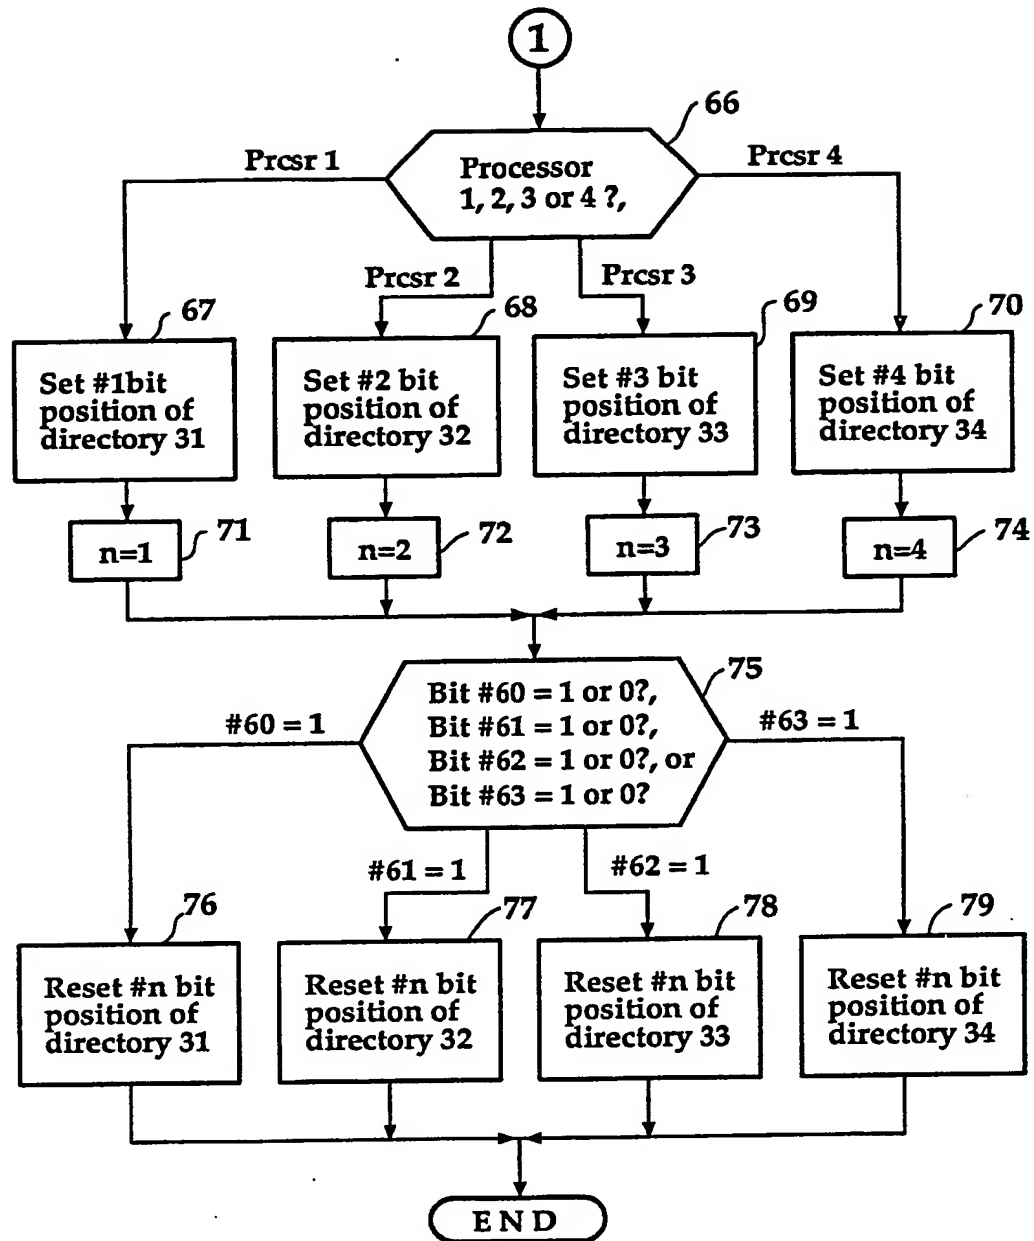 1
66
Prcsr 1
Processor
1, 2, 3 or 4 ?,
Prcsr 4
Prcsr 2
Prcsr 3
67
68
69
70
Set #1bit
position of
directory 31
Set #2 bit
position of
directory 32
Set #3 bit
position of
directory 33
Set #4 bit
position of
directory 34
n=1
71
n=2
72
n=3
73
n=4
74
75
#60 = 1
Bit #60 = 1 or 0?,
Bit #61 = 1 or 0?,
Bit #62 = 1 or 0?, or
Bit #63 = 1 or 0?
#63 = 1
#61 = 1
#62 = 1
76
77
78
79
Reset #n bit
position of
directory 31
Reset #n bit
position of
directory 32
Reset #n bit
position of
directory 33
Reset #n bit
position of
directory 34
END